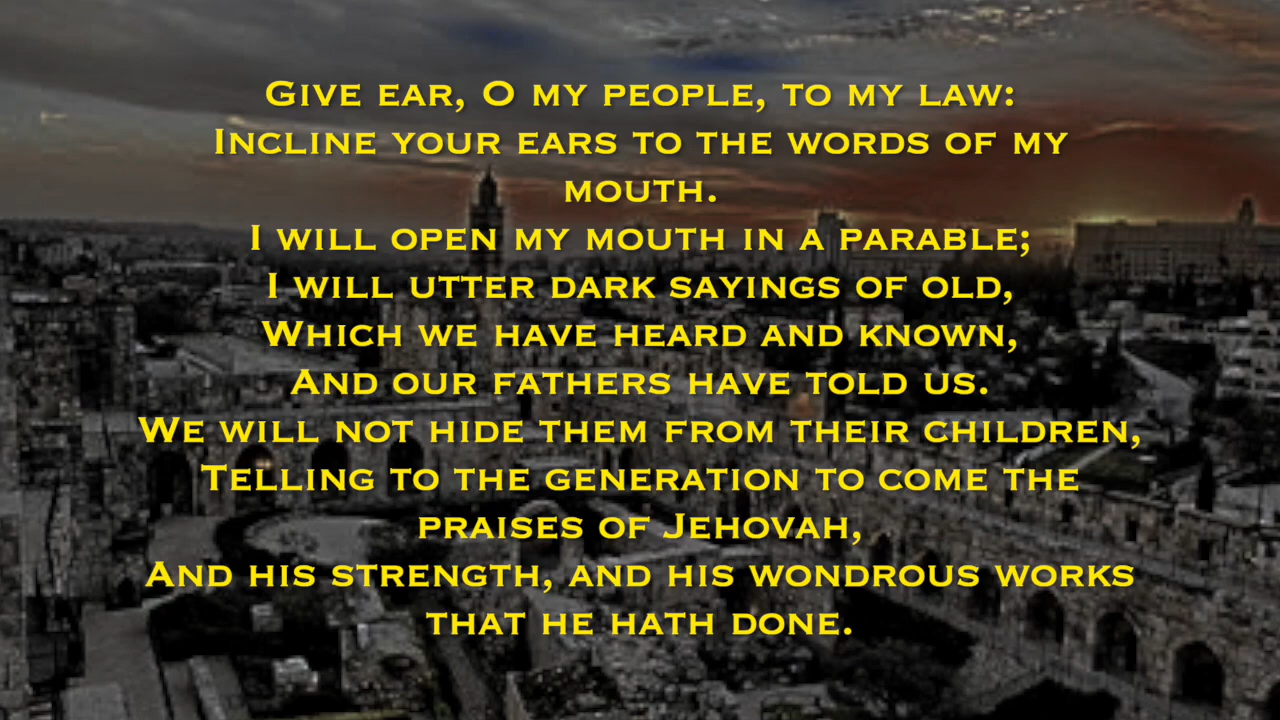 Give ear, O my people, to my law:
Incline your ears to the words of my
mouth.
I will open my mouth in a parable;
I will utter dark sayings of old,
Which we have heard and known,
And our fathers have told us.
We will not hide them from their children,
Telling to the generation to come the
praises of Jehovah,
And his strength, and his wondrous works
that he hath done.